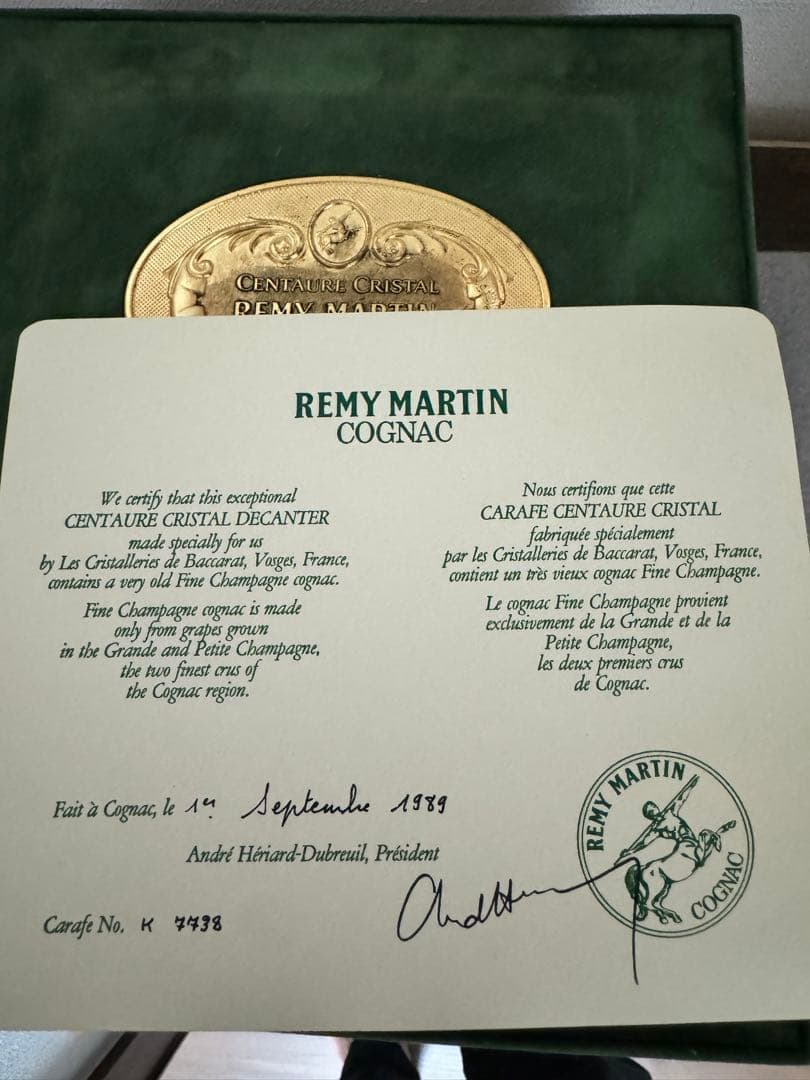 CENTAURE CRISTAL
REMY MARTIN
REMY MARTIN
COGNAC
We certify that this exceptional
CENTAURE CRISTAL DECANTER
made specially for us
by Les Cristalleries de Baccarat, Vosges, France,
contains a very old Fine Champagne cognac.
Fine Champagne cognac is made
only from grapes grown
in the Grande and Petite Champagne,
the two finest crus of
the Cognac region.
Nous certifions que cette
CARAFE CENTAURE CRISTAL
fabriquée spécialement
par les Cristalleries de Baccarat, Vosges, France,
contient un très vieux cognac Fine Champagne.
Le cognac Fine Champagne provient
exclusivement de la Grande et de la
Petite Champagne,
les deux premiers crus
de Cognac.
Fait à Cognac, le 1er Septembre 1989
André Hériard-Dubreuil, Président
Carafe No. K 7738
REMY MARTIN
COGNAC